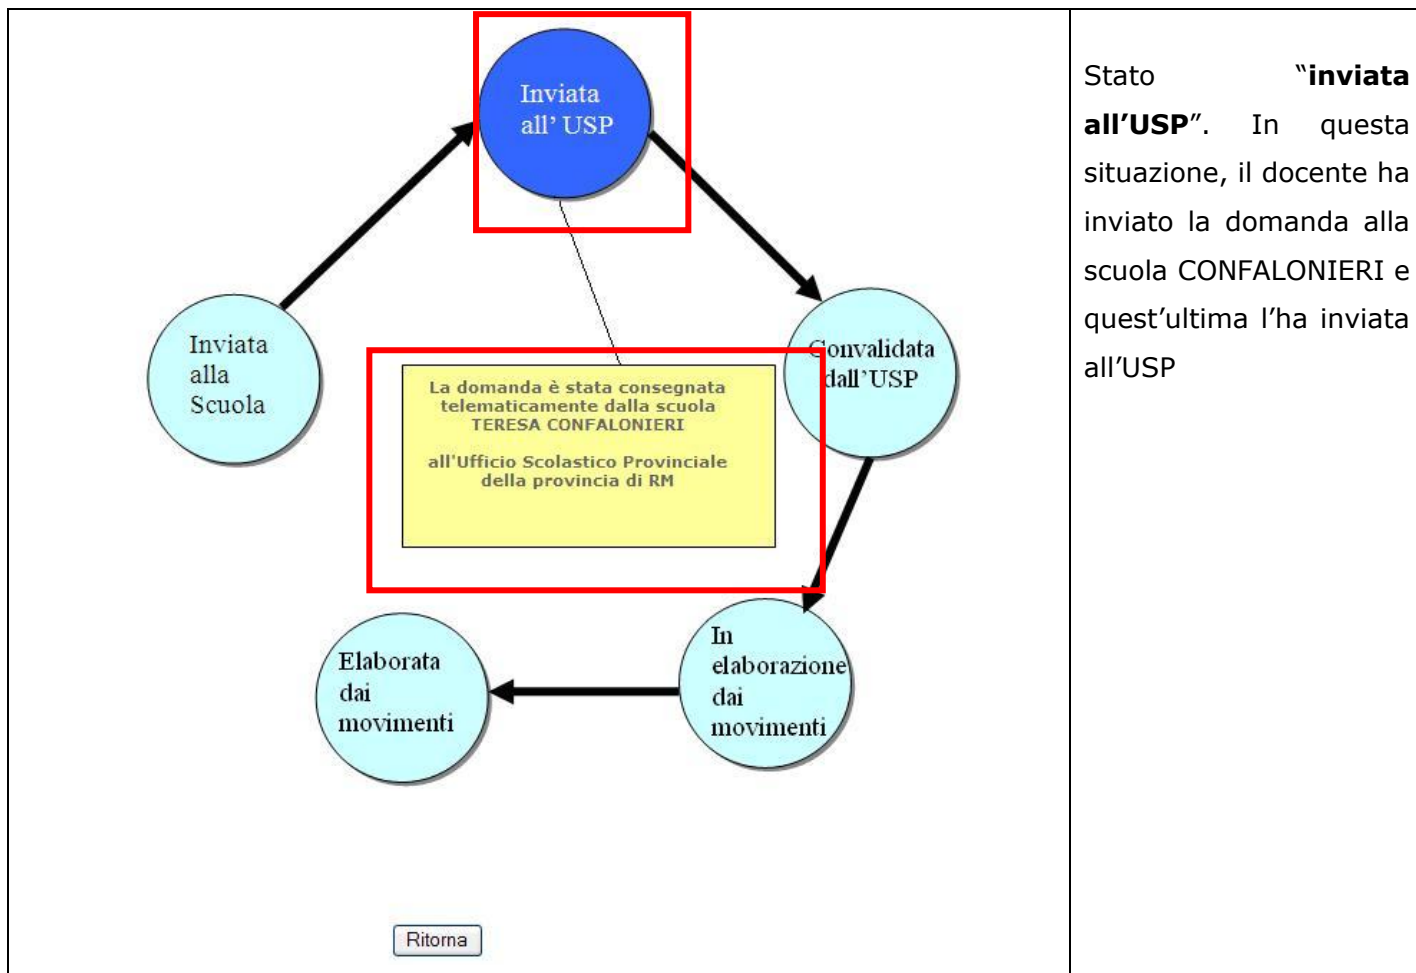 Inviata
all' USP
Inviata
alla
Scuola
Convalidata
dall'USP
La domanda è stata consegnata
telematicamente dalla scuola
TERESA CONFALONIERI
all'Ufficio Scolastico Provinciale
della provincia di RM
Elaborata
dai
movimenti
In
elaborazione
dai
movimenti
Ritorna
Stato “inviata
all’USP”. In questa
situazione, il docente ha
inviato la domanda alla
scuola CONFALONIERI e
quest’ultima l’ha inviata
all’USP